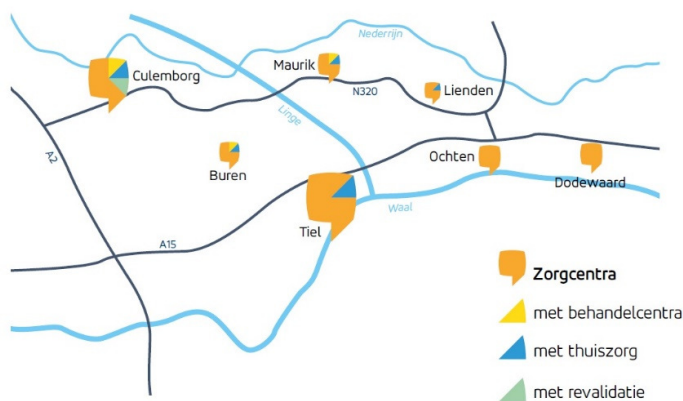 Nederrijn
Culemborg
Maurik
N320
Lienden
Linge
A2
Buren
Ochten
Dodewaard
Tiel
Waal
A15
Zorgcentra
met behandelcentra
met thuiszorg
met revalidatie